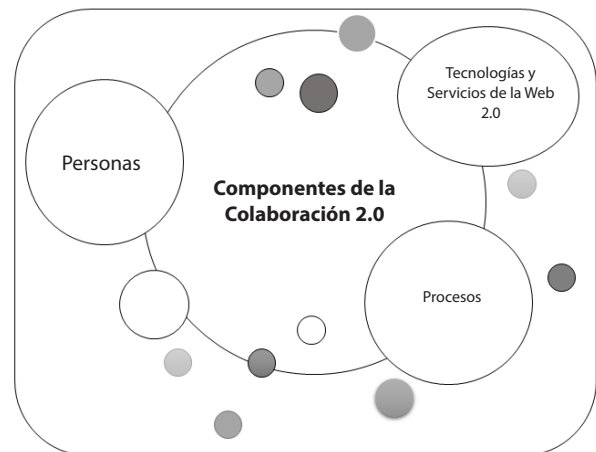 Tecnologías y
Servicios de la Web
2.0
Personas
Componentes de la
Colaboración 2.0
Procesos